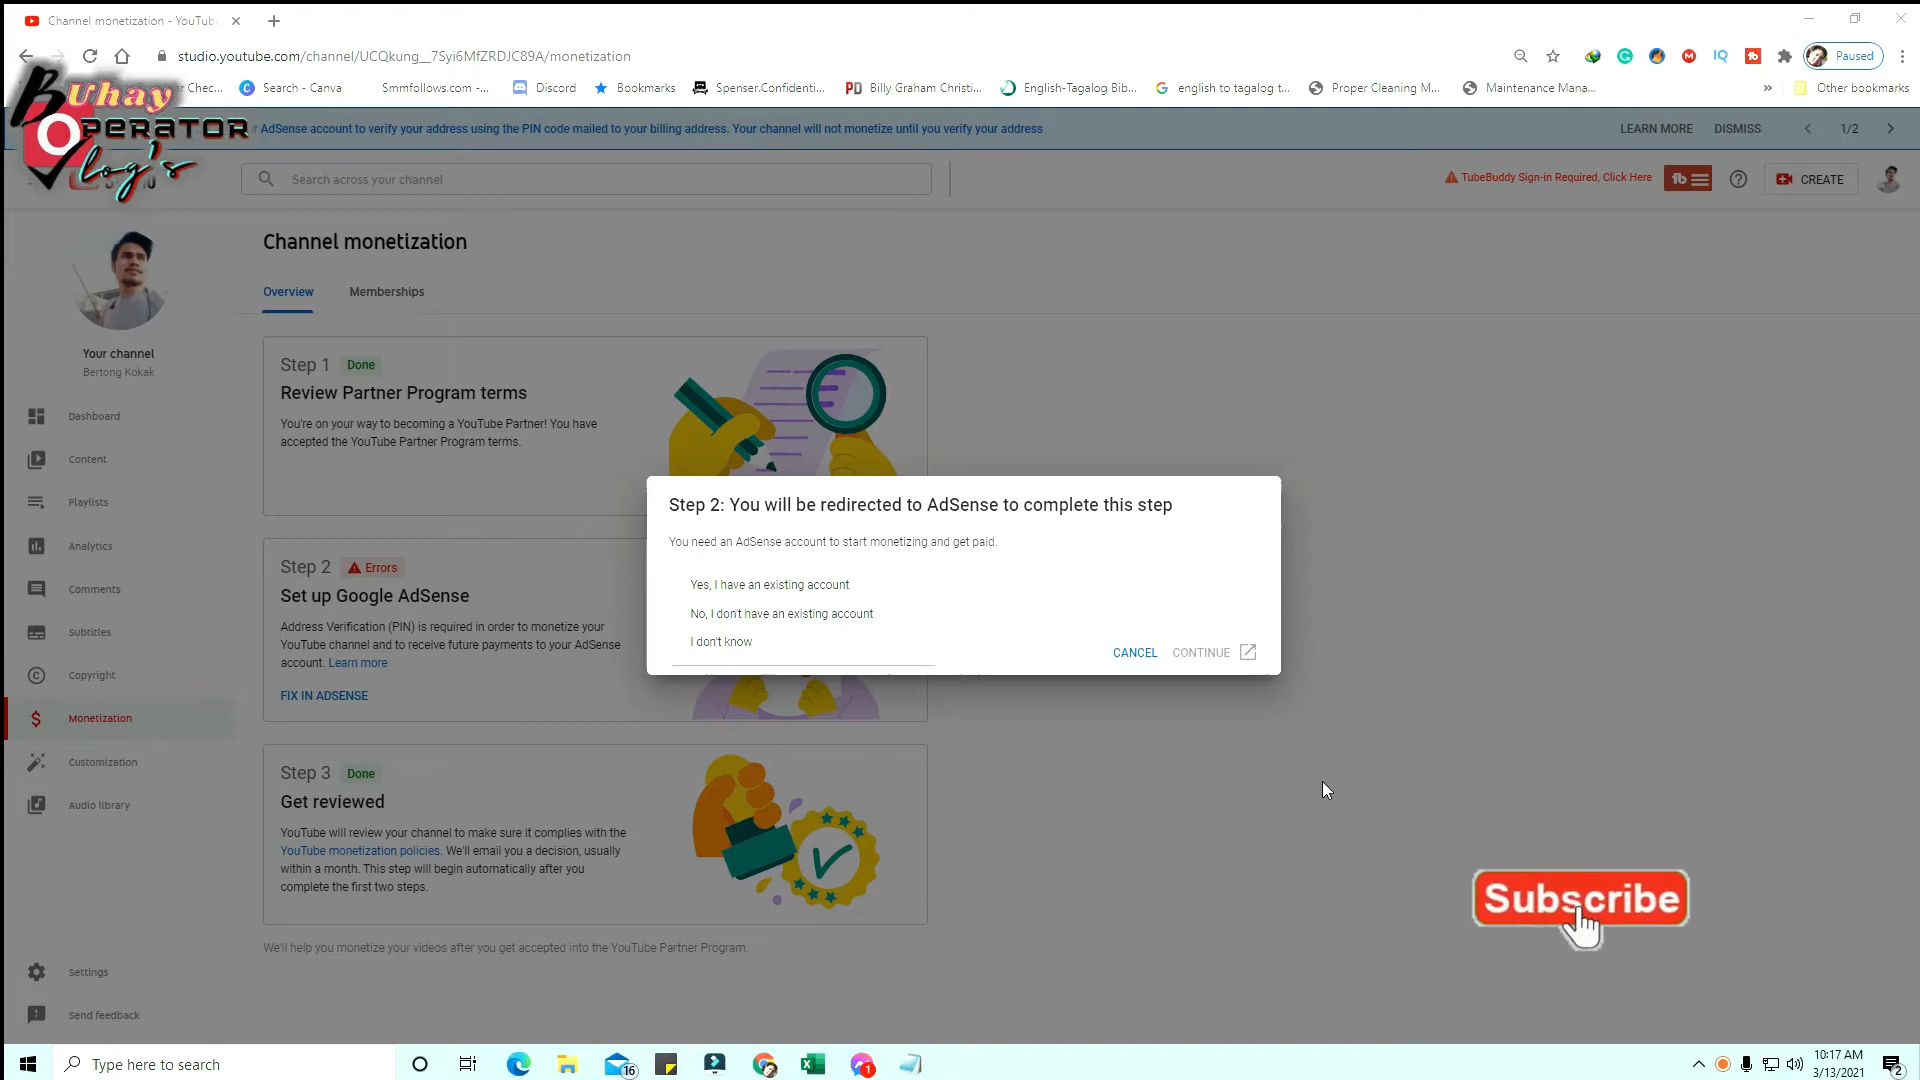 Channel monetization - YouTube
studio.youtube.com/channel/UCQkung__7Syi6MfZRDJC89A/monetization
Paused
Chec...
Search - Canva
Smmfollows.com -...
Discord
Bookmarks
Spenser.Confidenti...
PD Billy Graham Christi...
English-Tagalog Bib...
english to tagalog t...
Proper Cleaning M...
Maintenance Mana...
»
Other bookmarks
Buhay
Operator
Vlog's
AdSense account to verify your address using the PIN code mailed to your billing address. Your channel will not monetize until you verify your address
LEARN MORE
DISMISS
1/2
Search across your channel
TubeBuddy Sign-in Required, Click Here
CREATE
Your channel
Bertong Kokak
Dashboard
Content
Playlists
Analytics
Comments
Subtitles
Copyright
Monetization
Customization
Audio library
Settings
Send feedback
Channel monetization
Overview
Memberships
Step 1
Done
Review Partner Program terms
You're on your way to becoming a YouTube Partner! You have
accepted the YouTube Partner Program terms.
Step 2
Errors
Set up Google AdSense
Address Verification (PIN) is required in order to monetize your
YouTube channel and to receive future payments to your AdSense
account. Learn more
FIX IN ADSENSE
Step 2: You will be redirected to AdSense to complete this step
You need an AdSense account to start monetizing and get paid.
Yes, I have an existing account
No, I don't have an existing account
I don't know
CANCEL
CONTINUE
Step 3
Done
Get reviewed
YouTube will review your channel to make sure it complies with the
YouTube monetization policies. We'll email you a decision, usually
within a month. This step will begin automatically after you
complete the first two steps.
We'll help you monetize your videos after you get accepted into the YouTube Partner Program.
Subscribe
Type here to search
16
1
10:17 AM
3/13/2021
2